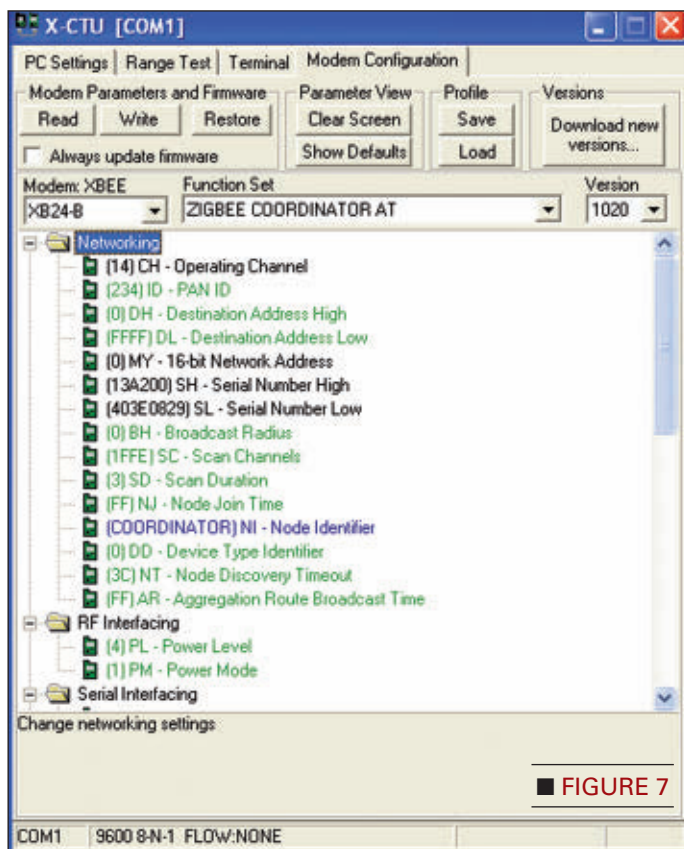 X-CTU [COM1]
PC Settings Range Test Terminal Modem Configuration
Modem Parameters and Firmware Parameter View Profile Versions
Read Write Restore Clear Screen Save Download new versions...
Always update firmware Show Defaults Load
Modem: XBEE Function Set Version
XB24-B ZIGBEE COORDINATOR AT 1020
Networking
(14) CH - Operating Channel
(234) ID - PAN ID
(0) DH - Destination Address High
(FFFF) DL - Destination Address Low
(0) MY - 16-bit Network Address
(13A200) SH - Serial Number High
(403E0829) SL - Serial Number Low
(0) BH - Broadcast Radius
(1FFE) SC - Scan Channels
(3) SD - Scan Duration
(FF) NJ - Node Join Time
(COORDINATOR) NI - Node Identifier
(0) DD - Device Type Identifier
(3C) NT - Node Discovery Timeout
(FF) AR - Aggregation Route Broadcast Time
RF Interfacing
(4) PL - Power Level
(1) PM - Power Mode
Serial Interfacing
Change networking settings
■ FIGURE 7
COM1 9600 8-N-1 FLOW:NONE